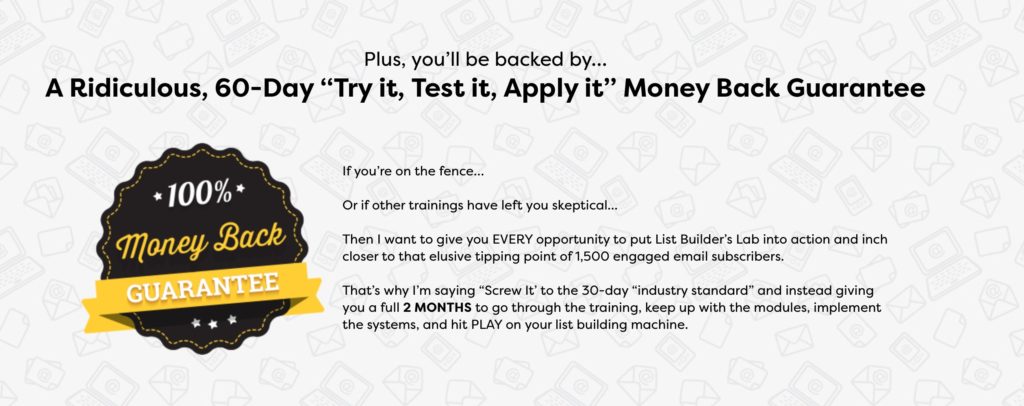 Plus, you’ll be backed by...
A Ridiculous, 60-Day “Try it, Test it, Apply it” Money Back Guarantee
100%
Money Back
GUARANTEE
If you’re on the fence...
Or if other trainings have left you skeptical...
Then I want to give you EVERY opportunity to put List Builder’s Lab into action and inch
closer to that elusive tipping point of 1,500 engaged email subscribers.
That’s why I’m saying “Screw It’ to the 30-day “industry standard” and instead giving
you a full 2 MONTHS to go through the training, keep up with the modules, implement
the systems, and hit PLAY on your list building machine.